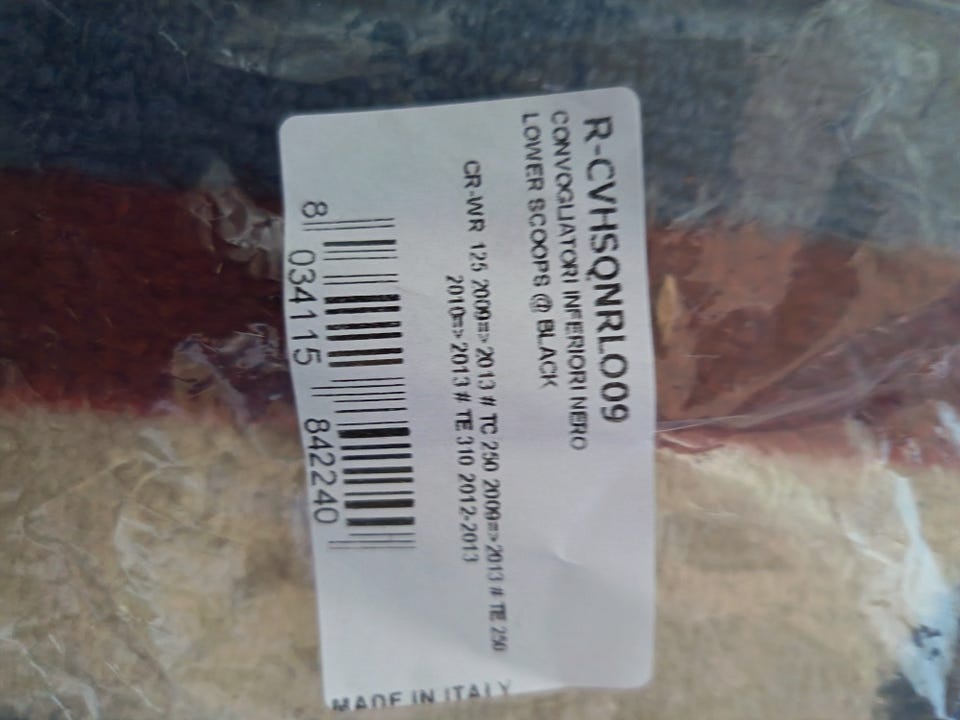 R-CVHSQNRLO09
CONVOGLIATORI INFERIORI NERO
LOWER SCOOPS @ BLACK
CR-WR 125 2009=>2013 # TC 250 2009=>2013 # TE 250
2010=>2013 # TE 310 2012-2013
8 034115 842240
MADE IN ITALY